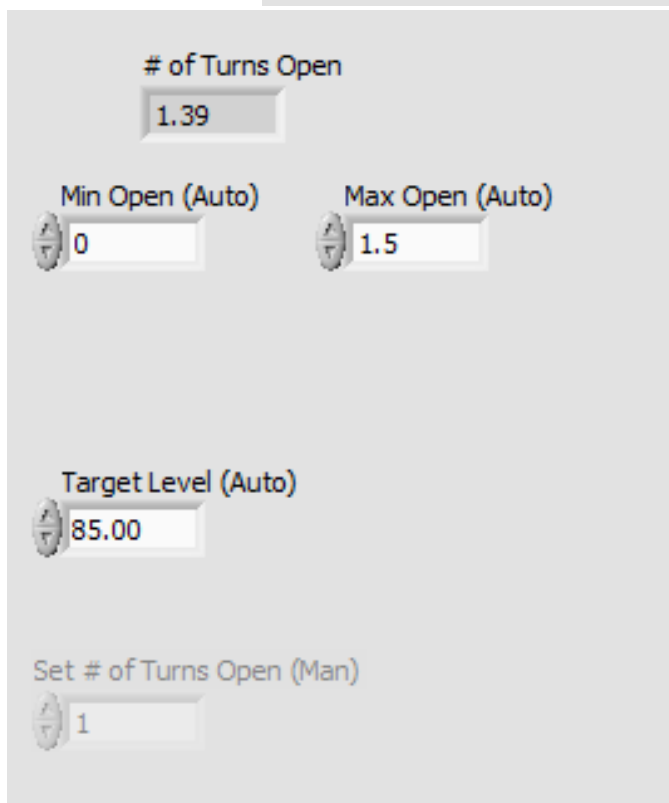 # of Turns Open
1.39
Min Open (Auto) Max Open (Auto)
0 1.5
Target Level (Auto)
85.00
Set # of Turns Open (Man)
1